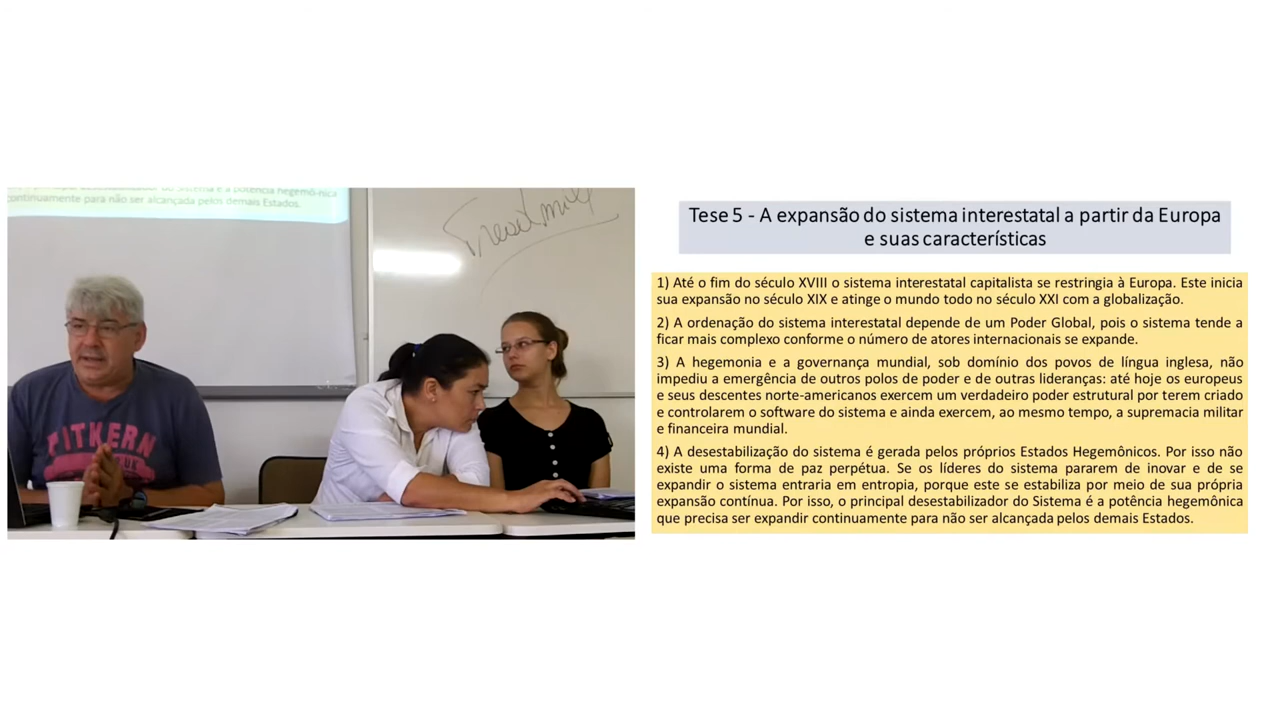 continuamente para não ser alcançada pelos demais Estados.
Tese 5 - A expansão do sistema interestatal a partir da Europa
e suas características
1) Até o fim do século XVIII o sistema interestatal capitalista se restringia à Europa. Este inicia
sua expansão no século XIX e atinge o mundo todo no século XXI com a globalização.
2) A ordenação do sistema interestatal depende de um Poder Global, pois o sistema tende a
ficar mais complexo conforme o número de atores internacionais se expande.
3) A hegemonia e a governança mundial, sob domínio dos povos de língua inglesa, não
impediu a emergência de outros polos de poder e de outras lideranças: até hoje os europeus
e seus descentes norte-americanos exercem um verdadeiro poder estrutural por terem criado
e controlarem o software do sistema e ainda exercem, ao mesmo tempo, a supremacia militar
e financeira mundial.
4) A desestabilização do sistema é gerada pelos próprios Estados Hegemônicos. Por isso não
existe uma forma de paz perpétua. Se os líderes do sistema pararem de inovar e de se
expandir o sistema entraria em entropia, porque este se estabiliza por meio de sua própria
expansão contínua. Por isso, o principal desestabilizador do Sistema é a potência hegemônica
que precisa ser expandir continuamente para não ser alcançada pelos demais Estados.